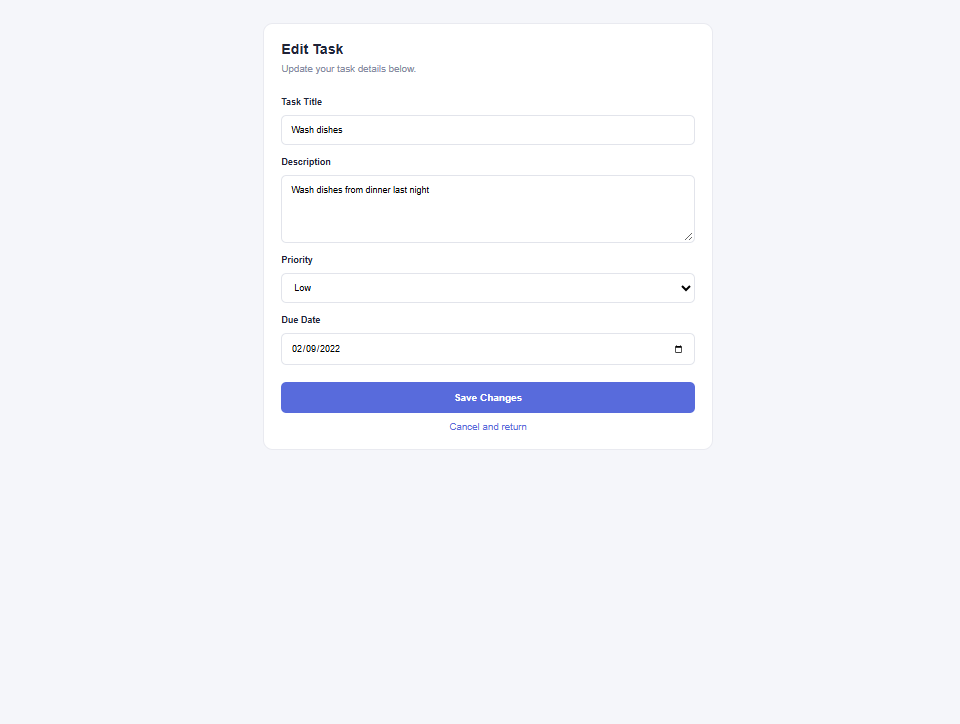 Edit Task
Update your task details below.
Task Title
Wash dishes
Description
Wash dishes from dinner last night
Priority
Low
Due Date
02/09/2022
Save Changes
Cancel and return